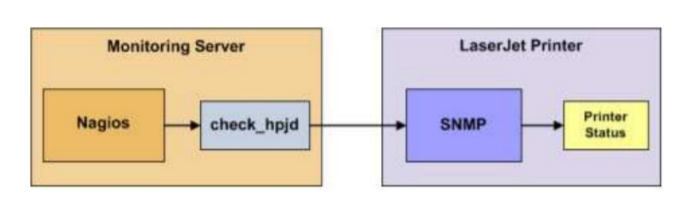 Monitoring Server
LaserJet Printer
Nagios
check_hpjd
SNMP
Printer
Status